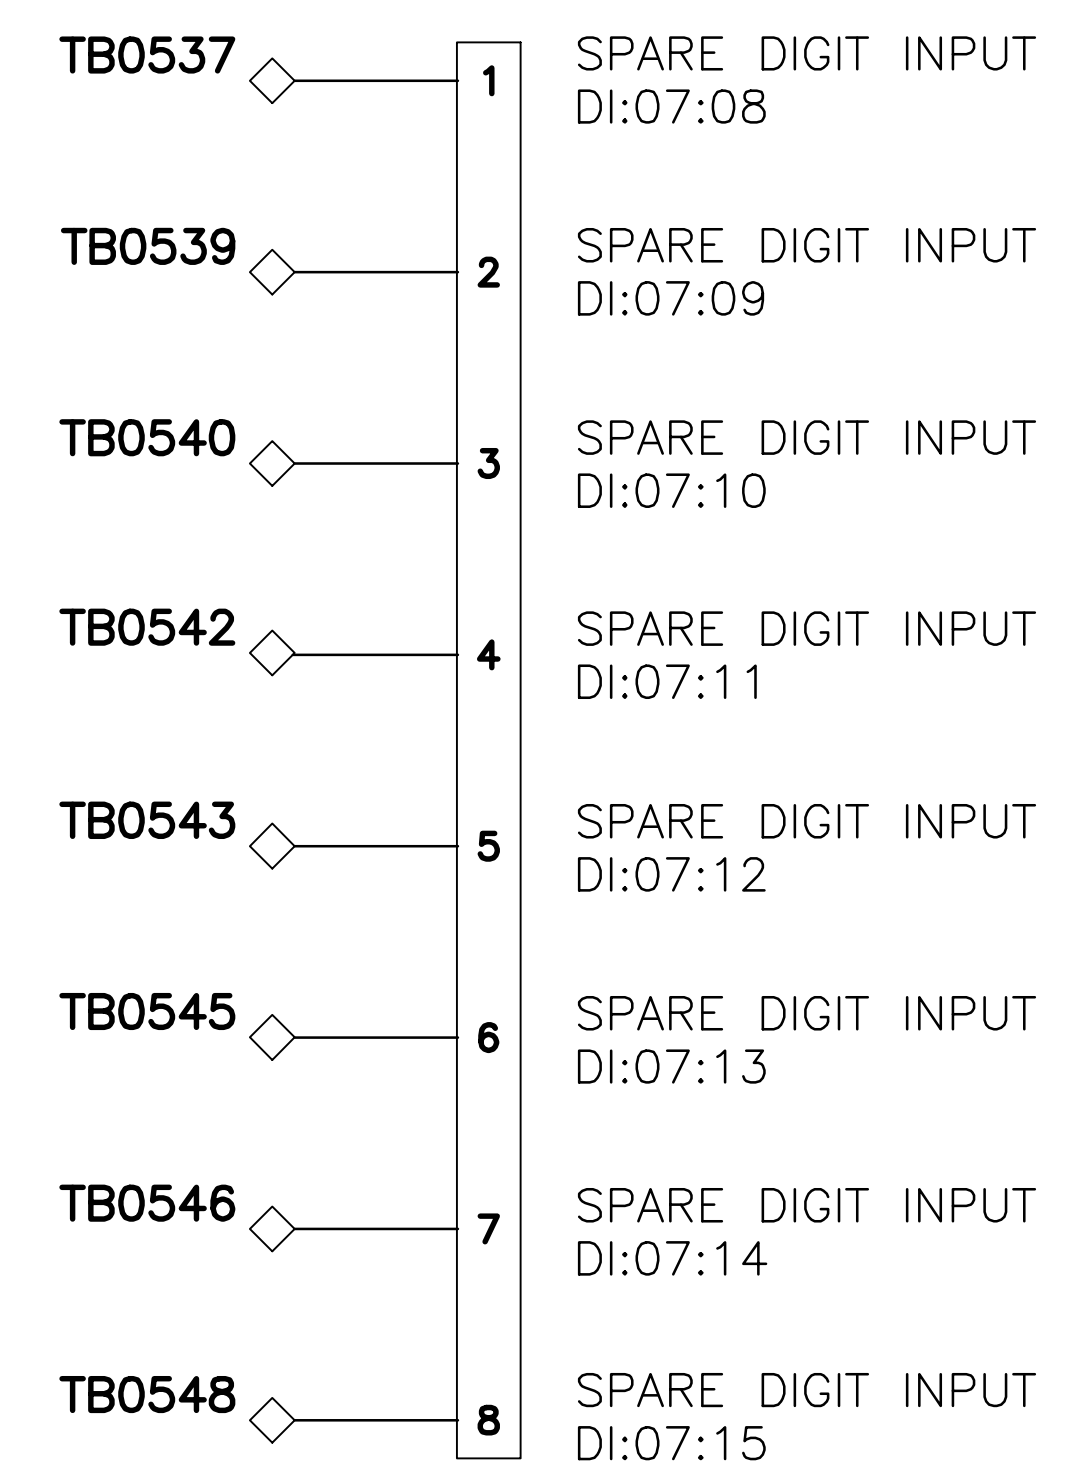 TB0537
1
SPARE DIGIT INPUT
DI:07:08
TB0539
2
SPARE DIGIT INPUT
DI:07:09
TB0540
3
SPARE DIGIT INPUT
DI:07:10
TB0542
4
SPARE DIGIT INPUT
DI:07:11
TB0543
5
SPARE DIGIT INPUT
DI:07:12
TB0545
6
SPARE DIGIT INPUT
DI:07:13
TB0546
7
SPARE DIGIT INPUT
DI:07:14
TB0548
8
SPARE DIGIT INPUT
DI:07:15